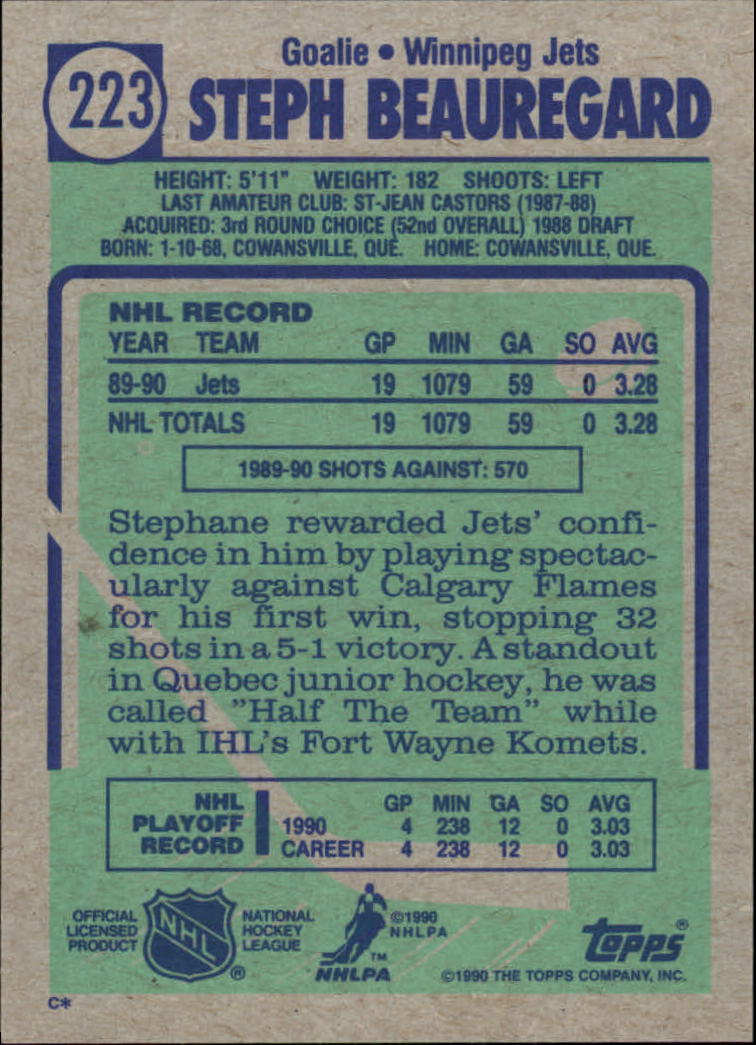 Goalie • Winnipeg Jets
223
STEPH BEAUREGARD
HEIGHT: 5'11" WEIGHT: 182 SHOOTS: LEFT
LAST AMATEUR CLUB: ST-JEAN CASTORS (1987-88)
ACQUIRED: 3rd ROUND CHOICE (52nd OVERALL) 1988 DRAFT
BORN: 1-10-68, COWANSVILLE, QUE. HOME: COWANSVILLE, QUE.
NHL RECORD
YEAR TEAM GP MIN GA SO AVG
89-90 Jets 19 1079 59 0 3.28
NHL TOTALS 19 1079 59 0 3.28
1989-90 SHOTS AGAINST: 570
Stephane rewarded Jets' confi-
dence in him by playing spectac-
ularly against Calgary Flames
for his first win, stopping 32
shots in a 5-1 victory. A standout
in Quebec junior hockey, he was
called "Half The Team" while
with IHL's Fort Wayne Komets.
NHL PLAYOFF RECORD
GP MIN GA SO AVG
1990 4 238 12 0 3.03
CAREER 4 238 12 0 3.03
OFFICIAL
LICENSED
PRODUCT
NHL
®
NATIONAL
HOCKEY
LEAGUE
TM
NHLPA
©1990
NHLPA
TOPPS®
©1990 THE TOPPS COMPANY, INC.
C*